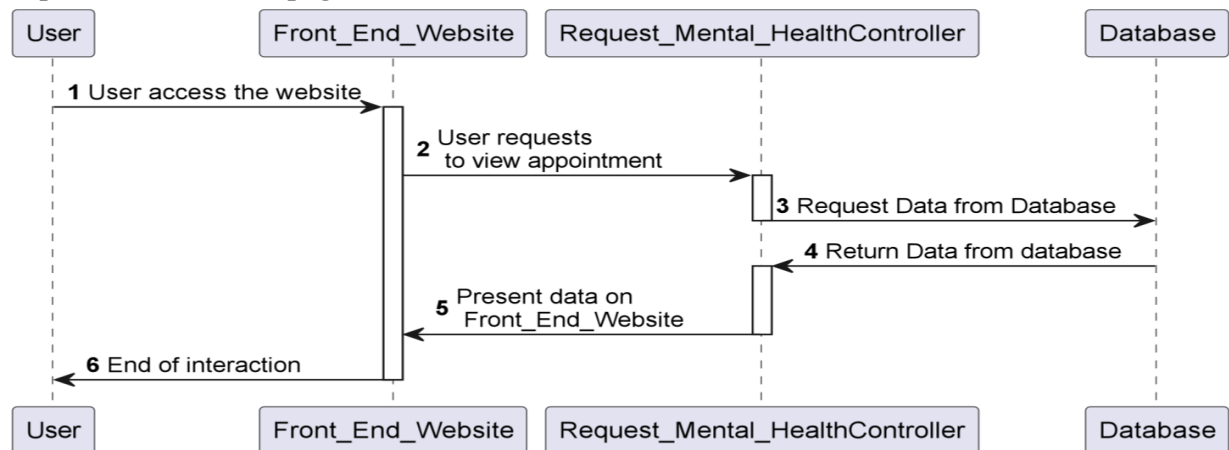 User Front_End_Website Request_Mental_HealthController Database
1 User access the website
2 User requests
to view appointment
3 Request Data from Database
4 Return Data from database
5 Present data on
Front_End_Website
6 End of interaction
User Front_End_Website Request_Mental_HealthController Database